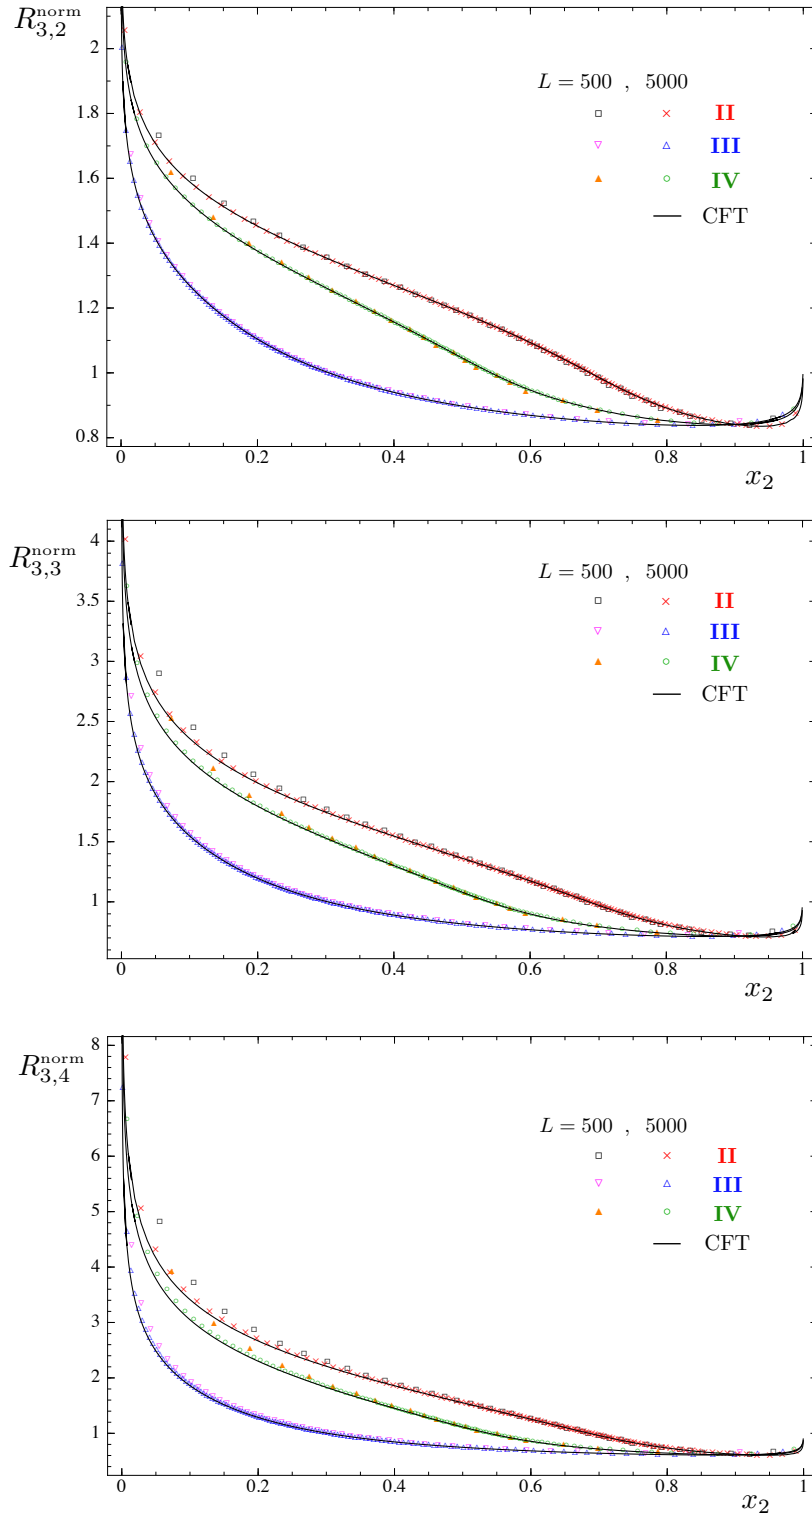 R_{3,2}^{norm}
2
1.8
1.6
1.4
1.2
1
0.8
L = 500 , 5000
II
III
IV
CFT
0 0.2 0.4 0.6 0.8 1
x_2
R_{3,3}^{norm}
4
3.5
3
2.5
2
1.5
1
L = 500 , 5000
II
III
IV
CFT
0 0.2 0.4 0.6 0.8 1
x_2
R_{3,4}^{norm}
8
7
6
5
4
3
2
1
L = 500 , 5000
II
III
IV
CFT
0 0.2 0.4 0.6 0.8 1
x_2